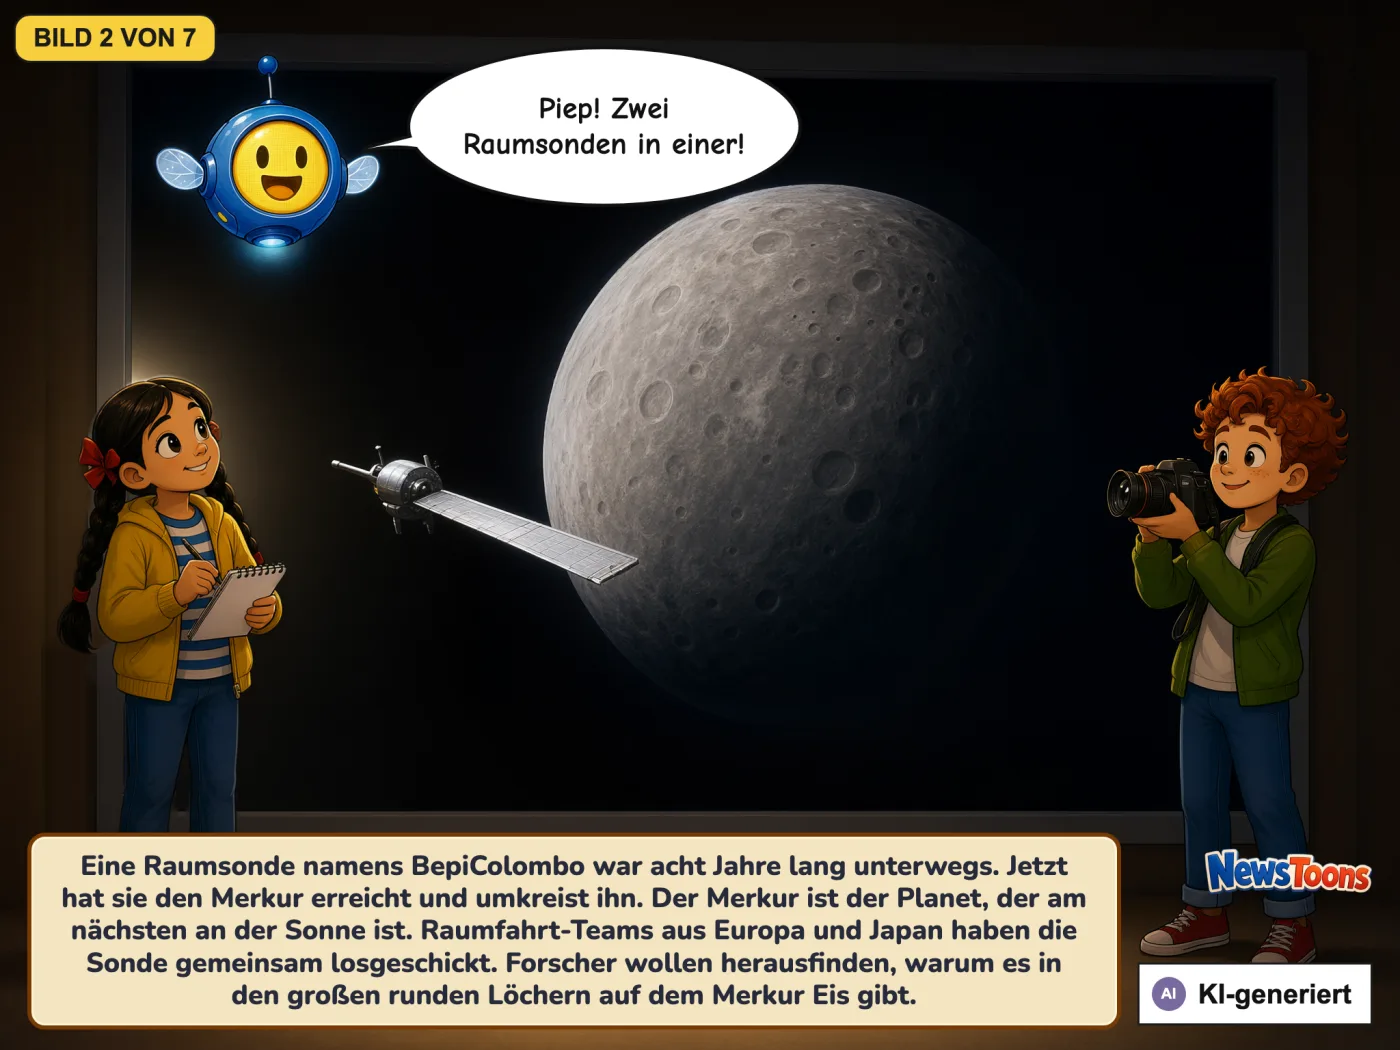 BILD 2 VON 7
Piep! Zwei
Raumsonden in einer!
Eine Raumsonde namens BepiColombo war acht Jahre lang unterwegs. Jetzt
hat sie den Merkur erreicht und umkreist ihn. Der Merkur ist der Planet, der am
nächsten an der Sonne ist. Raumfahrt-Teams aus Europa und Japan haben die
Sonde gemeinsam losgeschickt. Forscher wollen herausfinden, warum es in
den großen runden Löchern auf dem Merkur Eis gibt.
NewsToons
AI KI-generiert